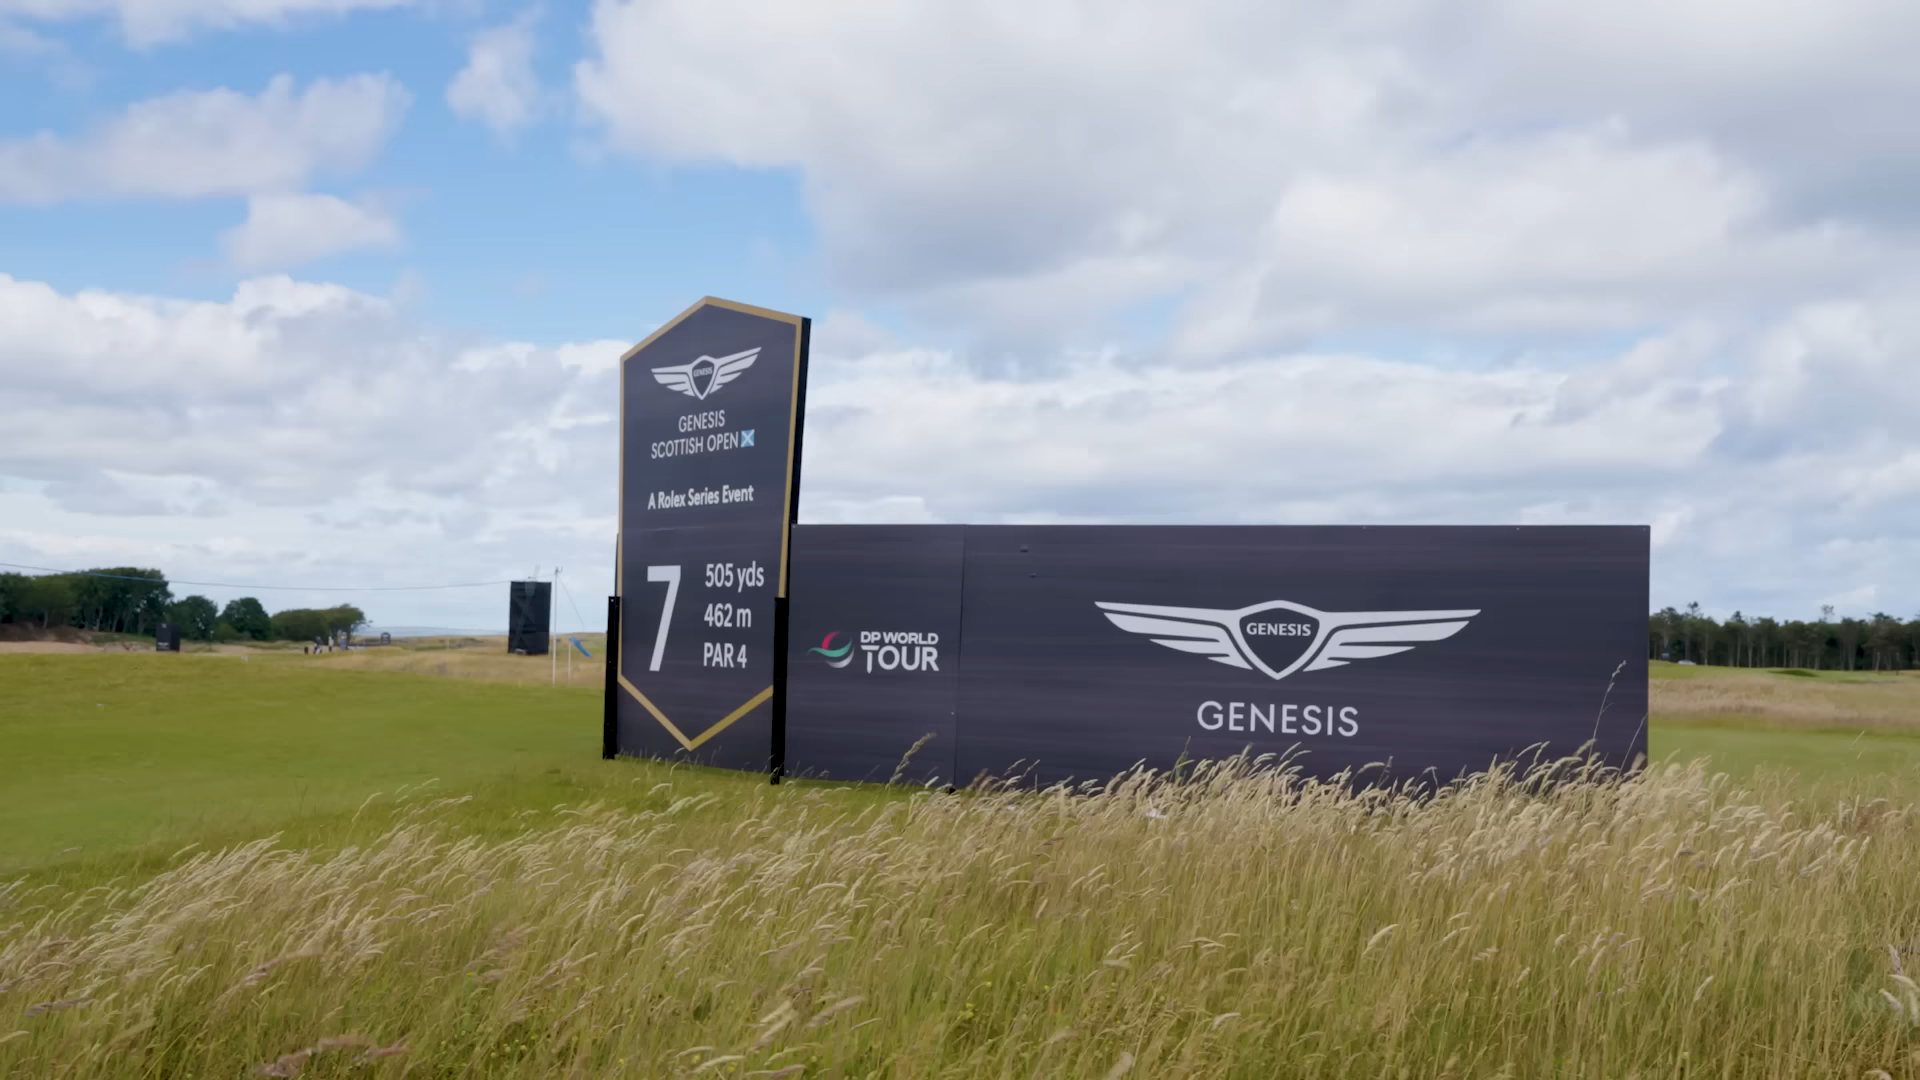 GENESIS
GENESIS
SCOTTISH OPEN
A Rolex Series Event
7
505 yds
462 m
PAR 4
DP WORLD
TOUR
GENESIS
GENESIS